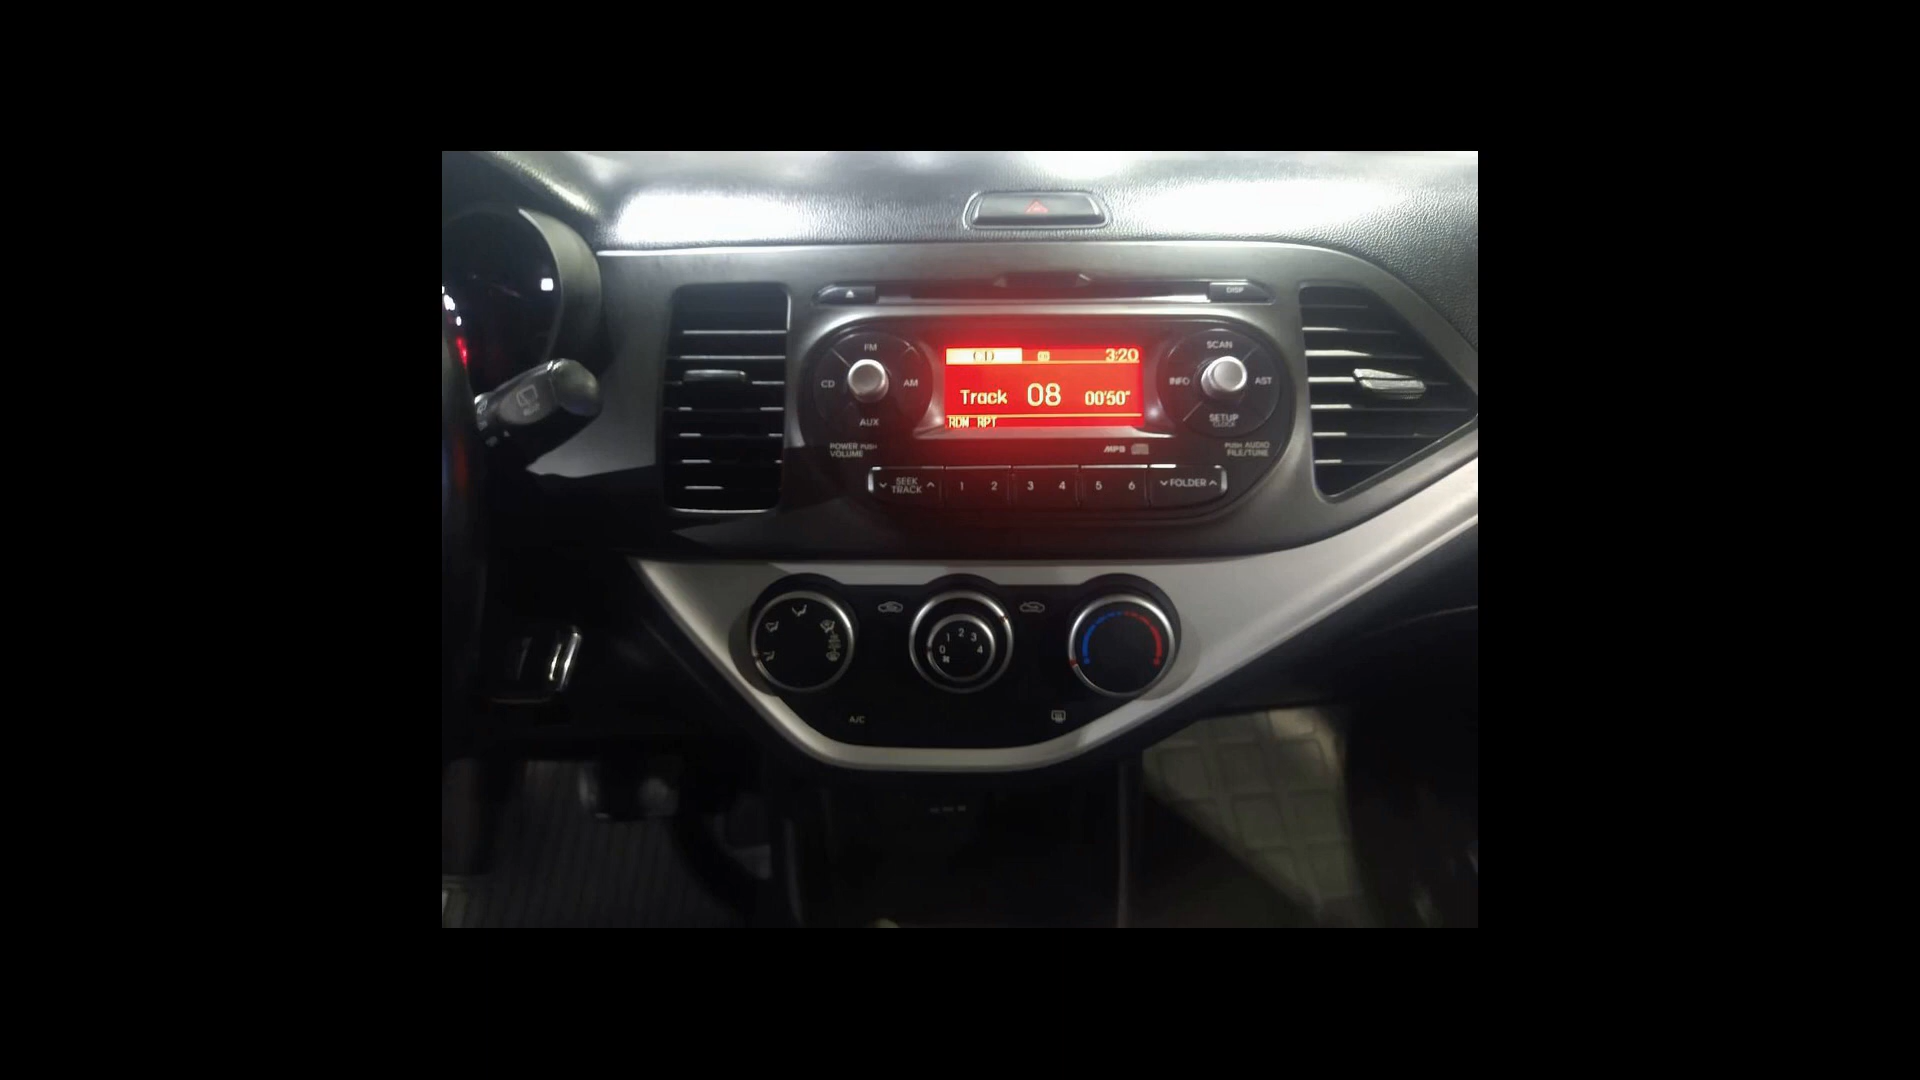 DISP
FM
CD
AM
AUX
POWER PUSH
VOLUME
CD 3:20
Track 08 00'50"
RDM RPT
SCAN
INFO
AST
SETUP
CLOCK
PUSH AUDIO
FILE/TUNE
MP3
SEEK
TRACK
1 2 3 4 5 6
FOLDER
0 1 2 3 4
A/C